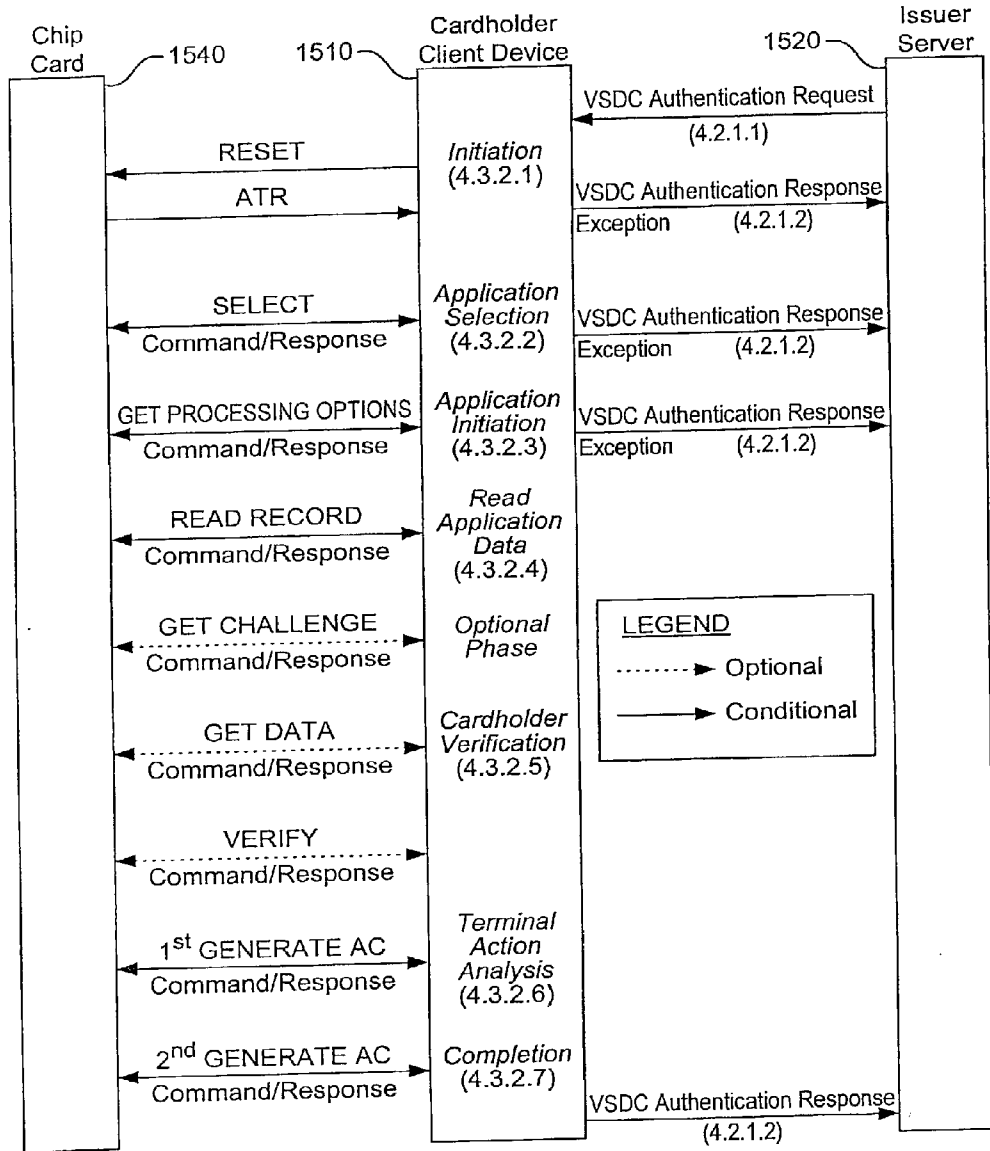 Chip
Card
1540
1510
Cardholder
Client Device
1520
Issuer
Server
VSDC Authentication Request
(4.2.1.1)
RESET
Initiation
(4.3.2.1)
ATR
VSDC Authentication Response
Exception (4.2.1.2)
SELECT
Command/Response
Application
Selection
(4.3.2.2)
VSDC Authentication Response
Exception (4.2.1.2)
GET PROCESSING OPTIONS
Command/Response
Application
Initiation
(4.3.2.3)
VSDC Authentication Response
Exception (4.2.1.2)
READ RECORD
Command/Response
Read
Application
Data
(4.3.2.4)
GET CHALLENGE
Command/Response
Optional
Phase
LEGEND
Optional
Conditional
GET DATA
Command/Response
Cardholder
Verification
(4.3.2.5)
VERIFY
Command/Response
1st GENERATE AC
Command/Response
Terminal
Action
Analysis
(4.3.2.6)
2nd GENERATE AC
Command/Response
Completion
(4.3.2.7)
VSDC Authentication Response
(4.2.1.2)